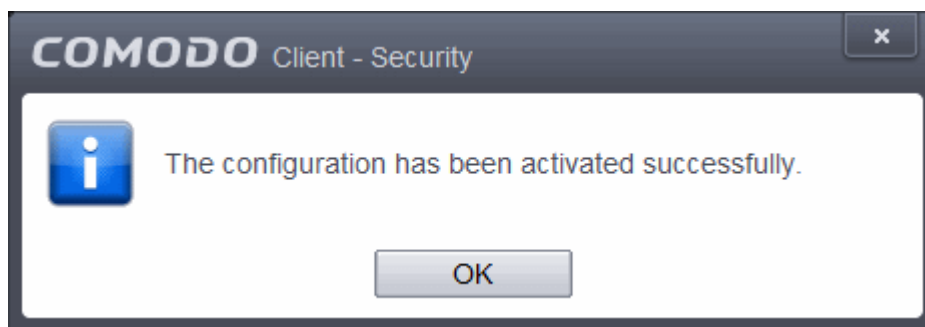 COMODO Client - Security
The configuration has been activated successfully.
OK